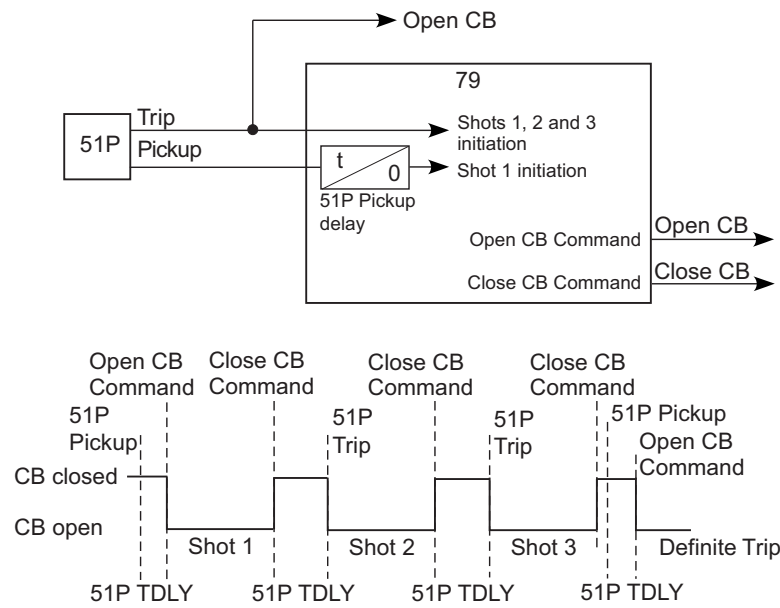 Open CB
79
51P
Trip
Pickup
Shots 1, 2 and 3
initiation
t
0
Shot 1 initiation
51P Pickup
delay
Open CB Command
Open CB
Close CB Command
Close CB
Open CB
Command
Close CB
Command
Close CB
Command
Close CB
Command
51P
Pickup
51P
Trip
51P
Trip
51P Pickup
Open CB
Command
CB closed
CB open
Shot 1
Shot 2
Shot 3
Definite Trip
51P TDLY
51P TDLY
51P TDLY
51P TDLY